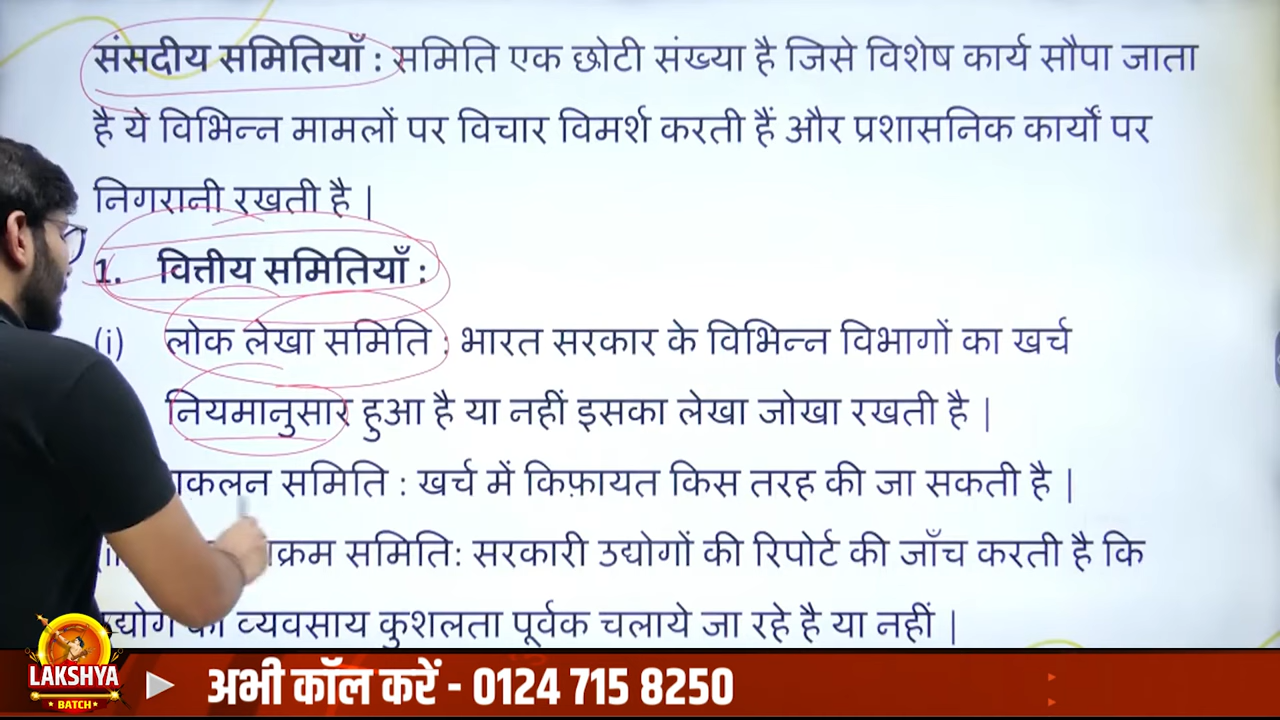 संसदीय समितियाँ : समिति एक छोटी संख्या है जिसे विशेष कार्य सौपा जाता
है ये विभिन्न मामलों पर विचार विमर्श करती हैं और प्रशासनिक कार्यों पर
निगरानी रखती है |
1. वित्तीय समितियाँ :
(i) लोक लेखा समिति : भारत सरकार के विभिन्न विभागों का खर्च
नियमानुसार हुआ है या नहीं इसका लेखा जोखा रखती है |
समिति : खर्च में किफ़ायत किस तरह की जा सकती है |
समिति: सरकारी उद्योगों की रिपोर्ट की जाँच करती है कि
व्यवसाय कुशलता पूर्वक चलाये जा रहे है या नहीं |
LAKSHYA
BATCH
अभी कॉल करें - 0124 715 8250